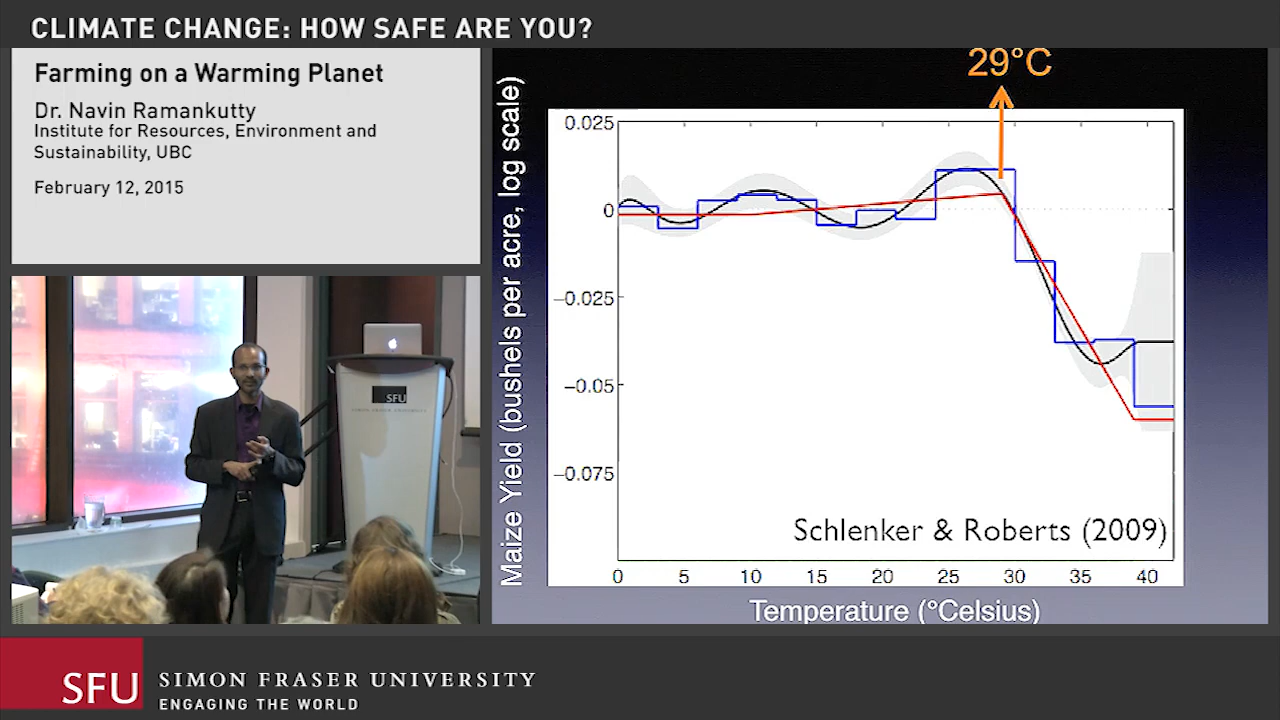 CLIMATE CHANGE: HOW SAFE ARE YOU?
Farming on a Warming Planet
Dr. Navin Ramankutty
Institute for Resources, Environment and
Sustainability, UBC
February 12, 2015
29°C
Maize Yield (bushels per acre, log scale)
0.025
0
−0.025
−0.05
−0.075
Schlenker & Roberts (2009)
0 5 10 15 20 25 30 35 40
Temperature (°Celsius)
SFU
SIMON FRASER UNIVERSITY
SFU
SIMON FRASER UNIVERSITY
ENGAGING THE WORLD